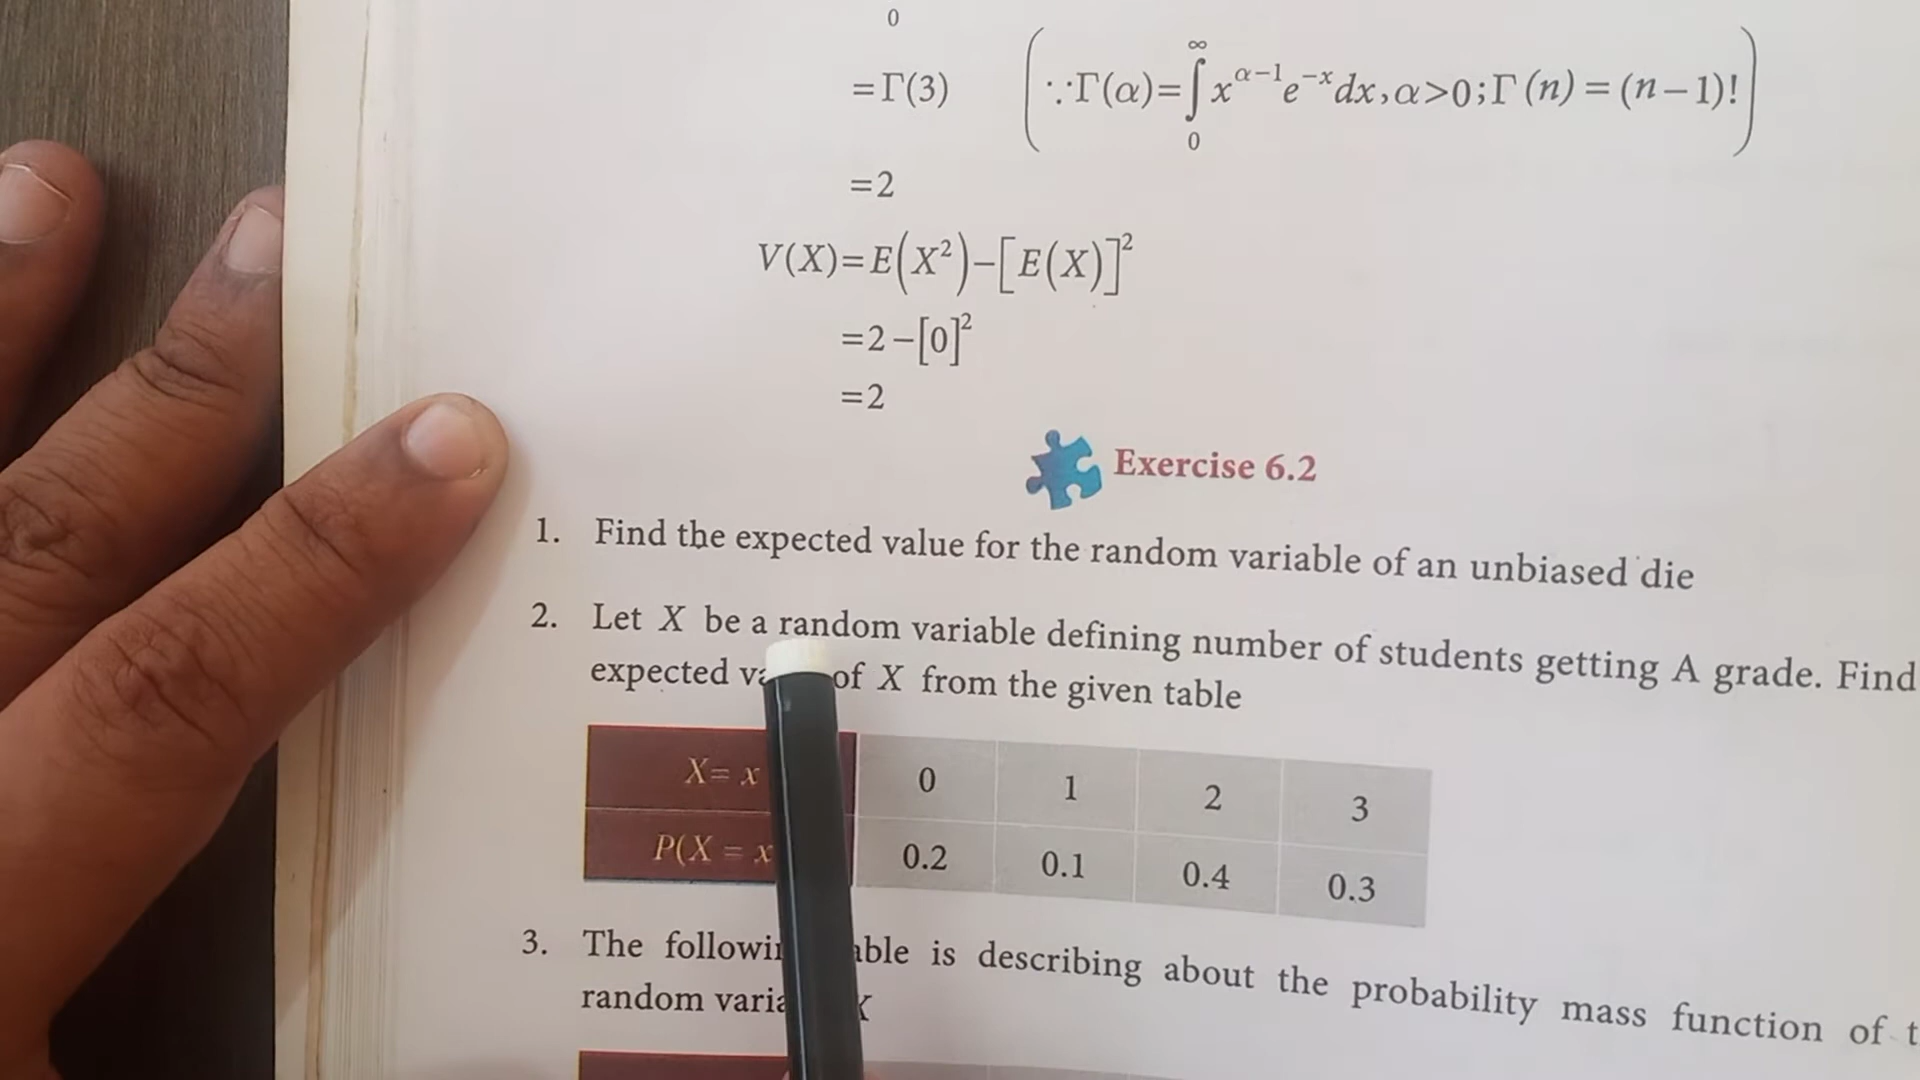 0
=Γ(3) (∵Γ(α)=∫₀^∞ x^{α−1}e^{−x}dx,α>0;Γ(n)=(n−1)!)
=2
V(X)=E(X²)−[E(X)]²
=2−[0]²
=2
Exercise 6.2
1. Find the expected value for the random variable of an unbiased die
2. Let X be a random variable defining number of students getting A grade. Find
expected of X from the given table
X= x 0 1 2 3
P(X = x 0.2 0.1 0.4 0.3
3. The is describing about the probability mass function of
random X